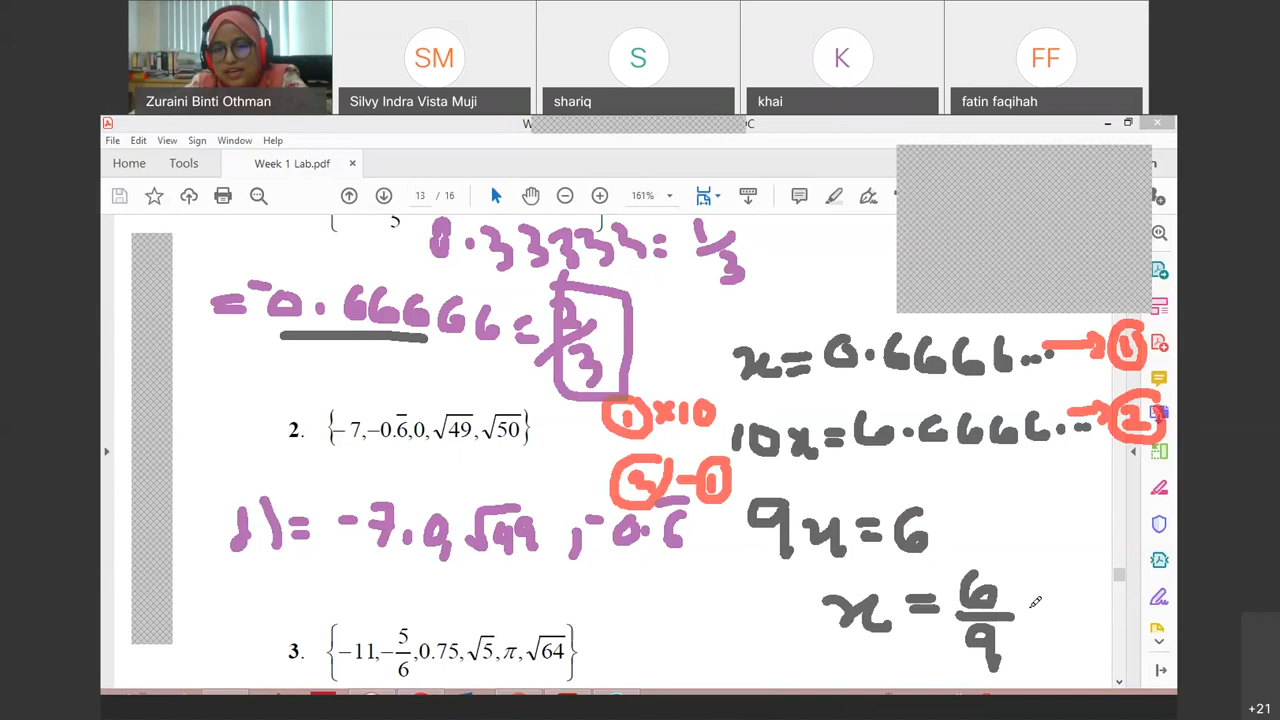 SM
S
K
FF
Zuraini Binti Othman
Silvy Indra Vista Muji
shariq
khai
fatin faqihah
W
C
File Edit View Sign Window Help
Home Tools Week 1 Lab.pdf ×
13 / 16
161%
5
0.33333 = 1/3
= -0.66666 = 2/3
x = 0.6666... → ①
① × 10
10x = 6.6666... → ②
2. {-7, -0.6̅, 0, √49, √50}
② - ①
= -7, 0, √49, -0.6̅
9x = 6
x = 6/9
3. {-11, -5/6, 0.75, √5, π, √64}
+21